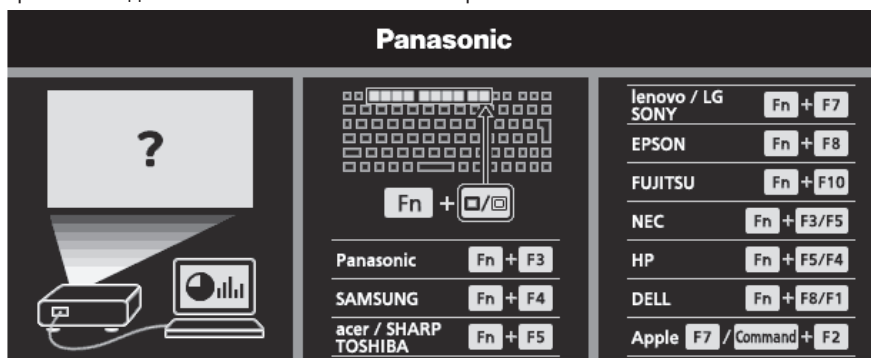 Panasonic
?
Fn +
Panasonic Fn + F3
SAMSUNG Fn + F4
acer / SHARP
TOSHIBA Fn + F5
lenovo / LG
SONY Fn + F7
EPSON Fn + F8
FUJITSU Fn + F10
NEC Fn + F3/F5
HP Fn + F5/F4
DELL Fn + F8/F1
Apple F7 / Command + F2